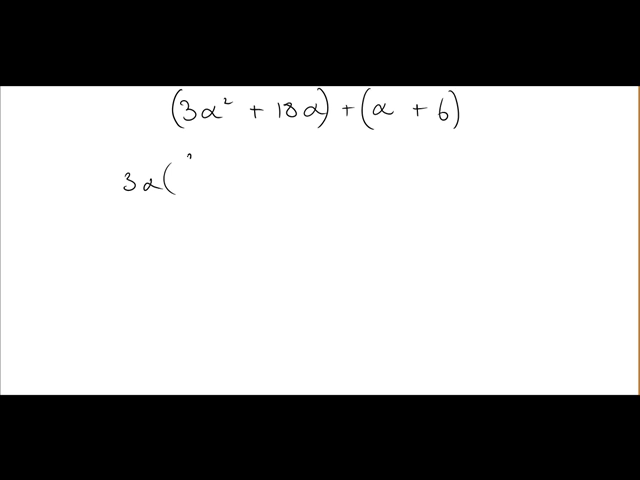 (3α² + 18α) + (α + 6)
3α(